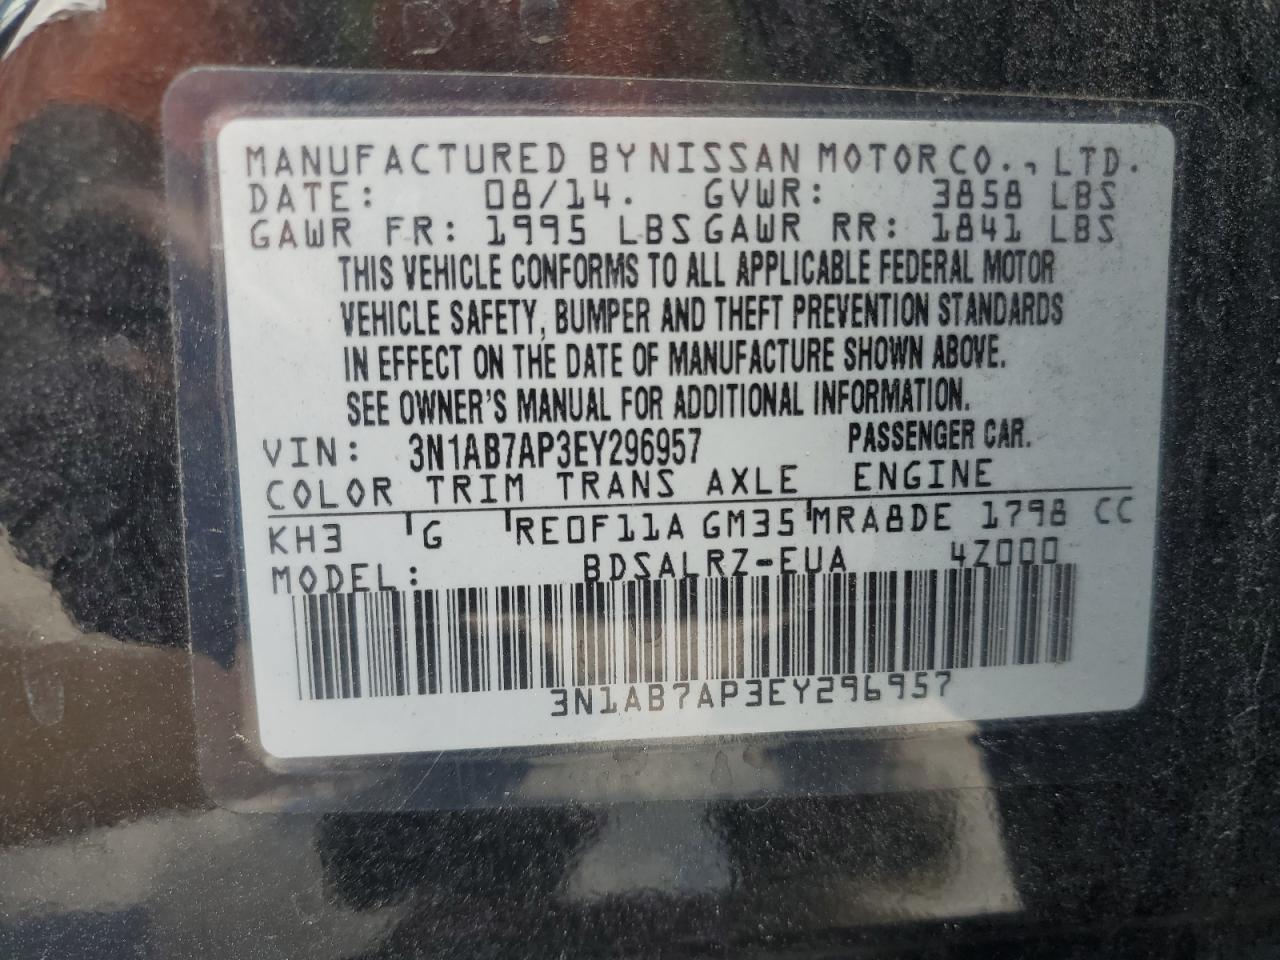 MANUFACTURED BY NISSAN MOTOR CO., LTD.
DATE: 08/14. GVWR: 3858 LBS
GAWR FR: 1995 LBS GAWR RR: 1841 LBS
THIS VEHICLE CONFORMS TO ALL APPLICABLE FEDERAL MOTOR
VEHICLE SAFETY, BUMPER AND THEFT PREVENTION STANDARDS
IN EFFECT ON THE DATE OF MANUFACTURE SHOWN ABOVE.
SEE OWNER'S MANUAL FOR ADDITIONAL INFORMATION.
VIN: 3N1AB7AP3EY296957 PASSENGER CAR.
COLOR TRIM TRANS AXLE ENGINE
KH3 G RE0F11A GM35 MRA8DE 1798 CC
MODEL: BDSALRZ-EUA 4Z000
3N1AB7AP3EY296957